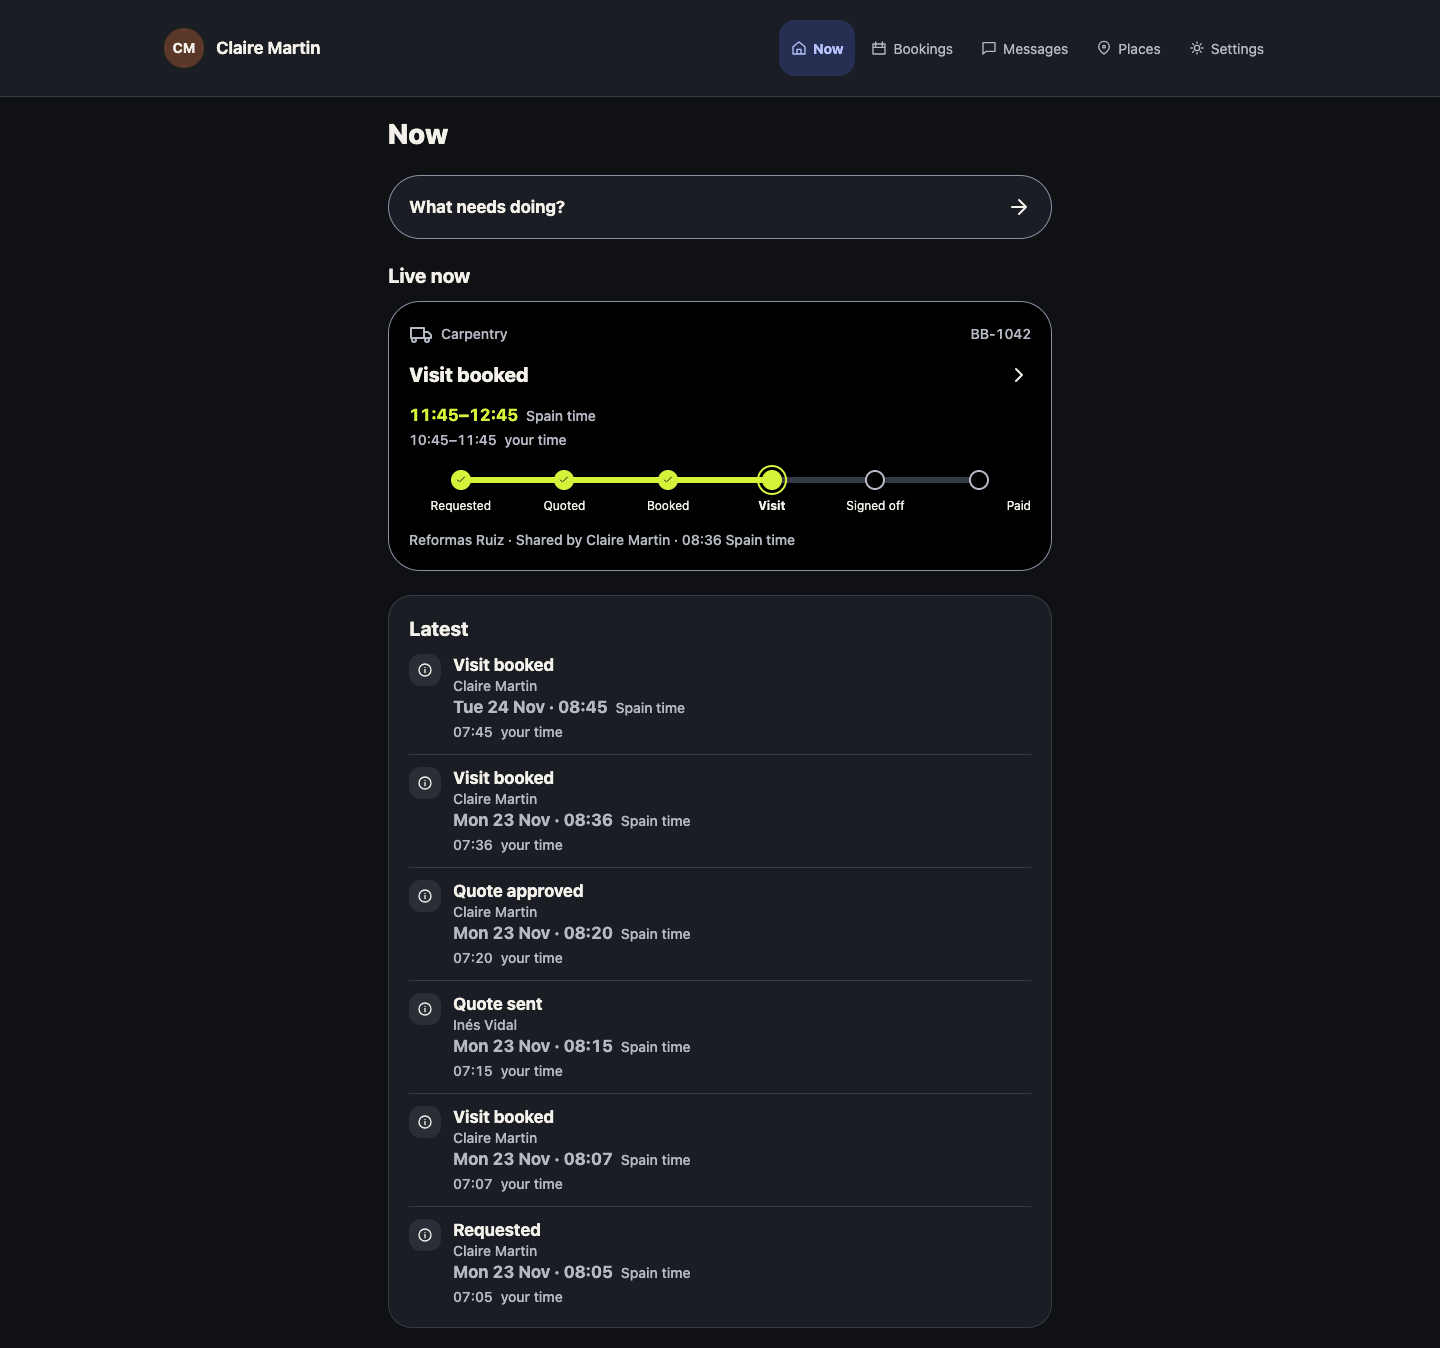 CM Claire Martin Now Bookings Messages Places Settings
Now
What needs doing?
Live now
Carpentry BB-1042
Visit booked
11:45–12:45 Spain time
10:45–11:45 your time
Requested Quoted Booked Visit Signed off Paid
Reformas Ruiz · Shared by Claire Martin · 08:36 Spain time
Latest
Visit booked
Claire Martin
Tue 24 Nov · 08:45 Spain time
07:45 your time
Visit booked
Claire Martin
Mon 23 Nov · 08:36 Spain time
07:36 your time
Quote approved
Claire Martin
Mon 23 Nov · 08:20 Spain time
07:20 your time
Quote sent
Inés Vidal
Mon 23 Nov · 08:15 Spain time
07:15 your time
Visit booked
Claire Martin
Mon 23 Nov · 08:07 Spain time
07:07 your time
Requested
Claire Martin
Mon 23 Nov · 08:05 Spain time
07:05 your time